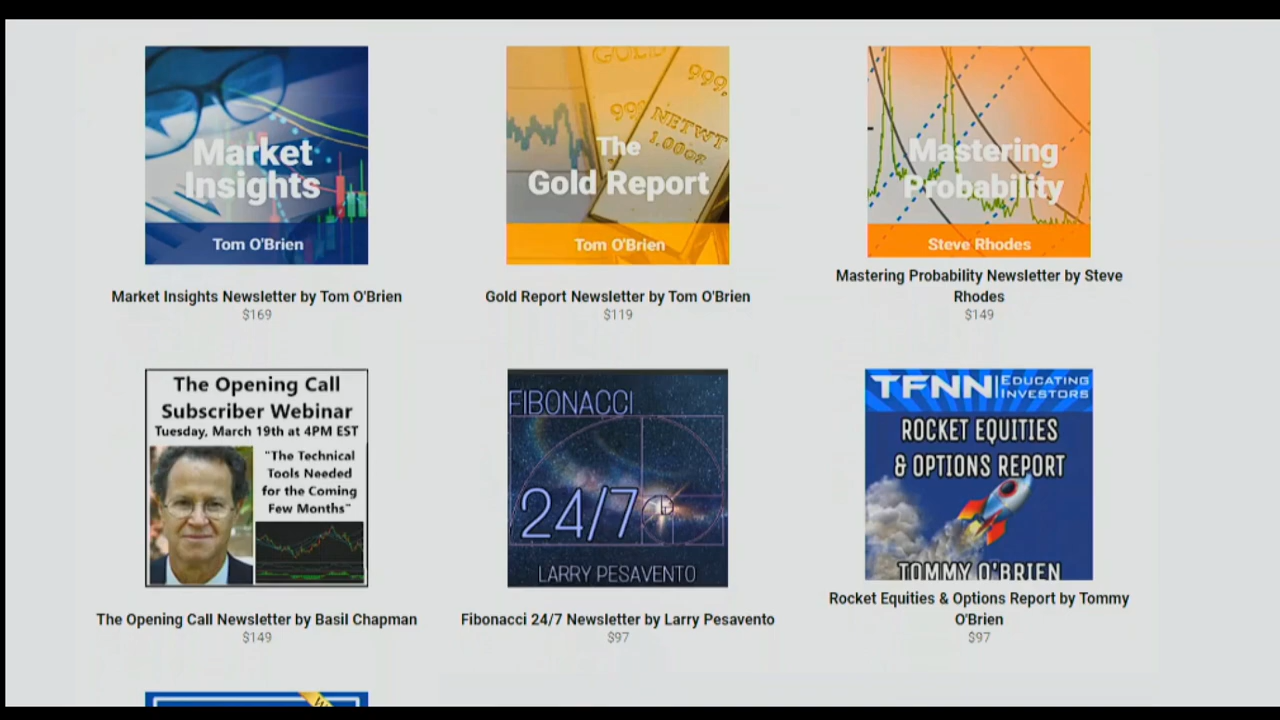 Market
Insights
Tom O'Brien
Market Insights Newsletter by Tom O'Brien
$169
GOLD
999,
99
NETWT
1.00oz
The
Gold Report
Tom O'Brien
Gold Report Newsletter by Tom O'Brien
$119
Mastering
Probability
Steve Rhodes
Mastering Probability Newsletter by Steve
Rhodes
$149
The Opening Call
Subscriber Webinar
Tuesday, March 19th at 4PM EST
"The Technical
Tools Needed
for the Coming
Few Months"
The Opening Call Newsletter by Basil Chapman
$149
FIBONACCI
24/7
LARRY PESAVENTO
Fibonacci 24/7 Newsletter by Larry Pesavento
$97
TFNN EDUCATING
INVESTORS
ROCKET EQUITIES
& OPTIONS REPORT
TOMMY O'BRIEN
Rocket Equities & Options Report by Tommy
O'Brien
$97